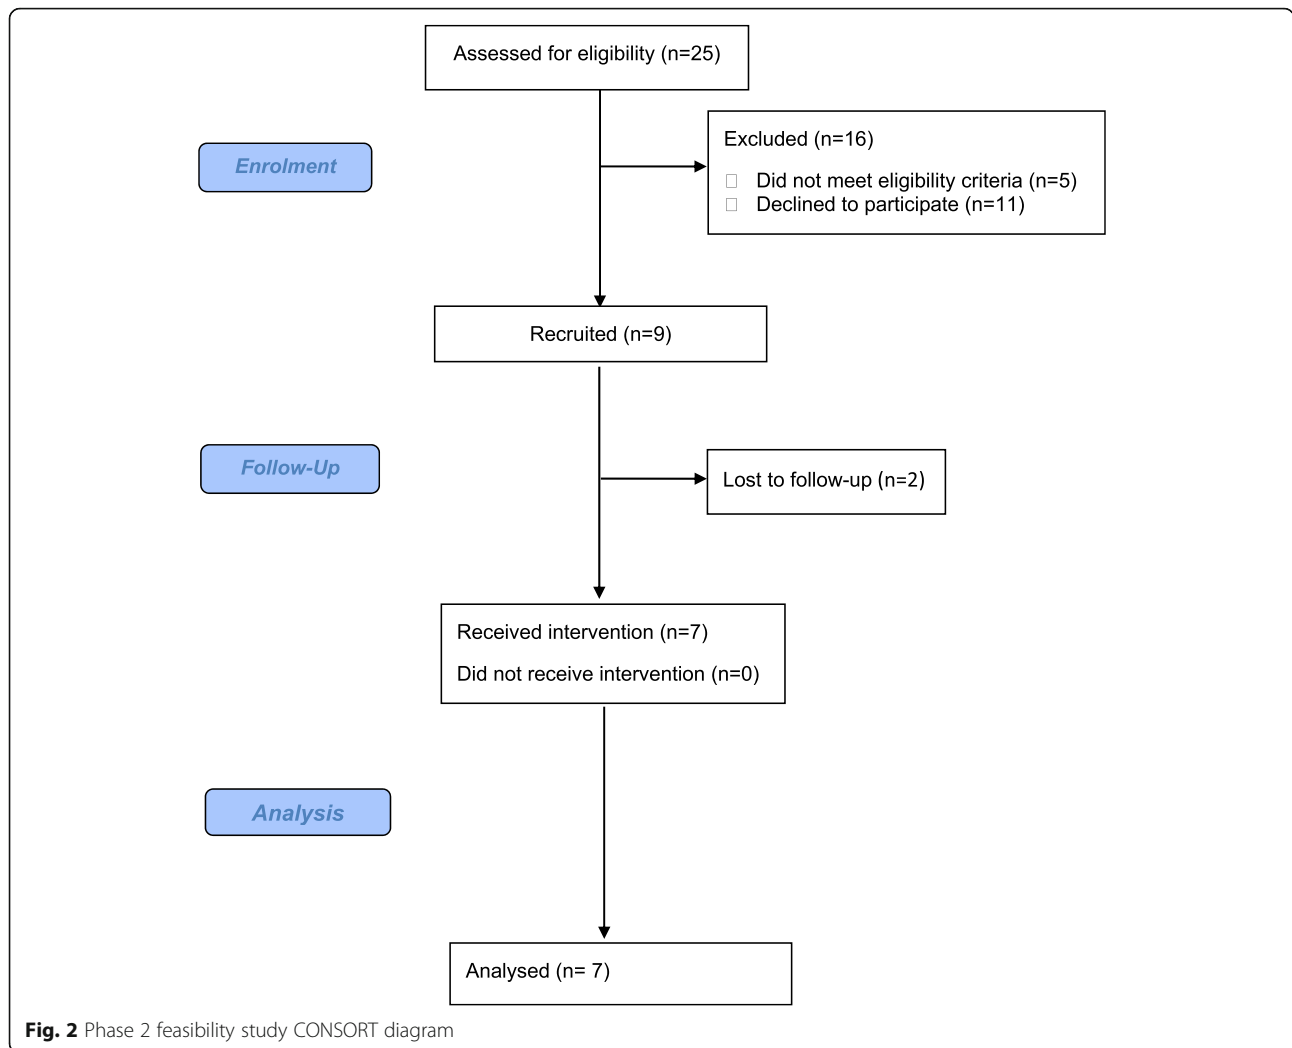 Assessed for eligibility (n=25)
Enrolment
Excluded (n=16)
Did not meet eligibility criteria (n=5)
Declined to participate (n=11)
Recruited (n=9)
Follow-Up
Lost to follow-up (n=2)
Received intervention (n=7)
Did not receive intervention (n=0)
Analysis
Analysed (n= 7)
Fig. 2 Phase 2 feasibility study CONSORT diagram